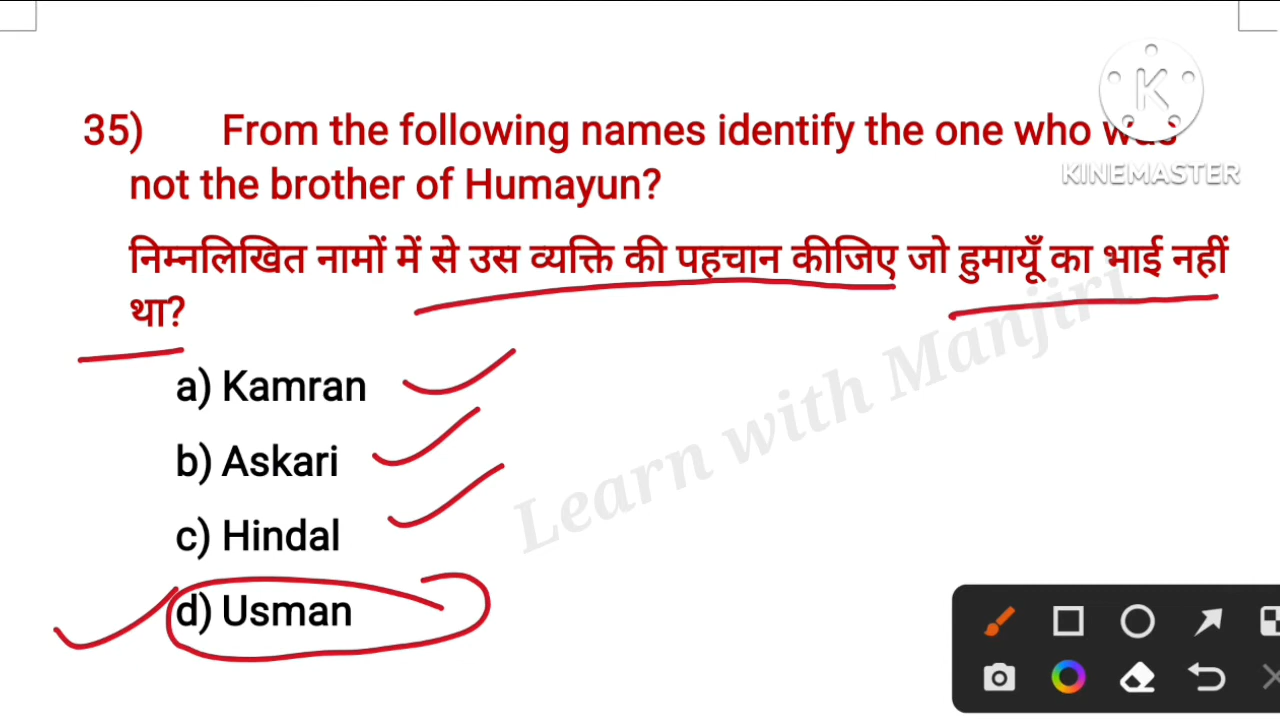 35) From the following names identify the one who was
KINEMASTER
not the brother of Humayun?
निम्नलिखित नामों में से उस व्यक्ति की पहचान कीजिए जो हुमायूँ का भाई नहीं
था?
a) Kamran
b) Askari
c) Hindal
d) Usman
Learn with Manjiri